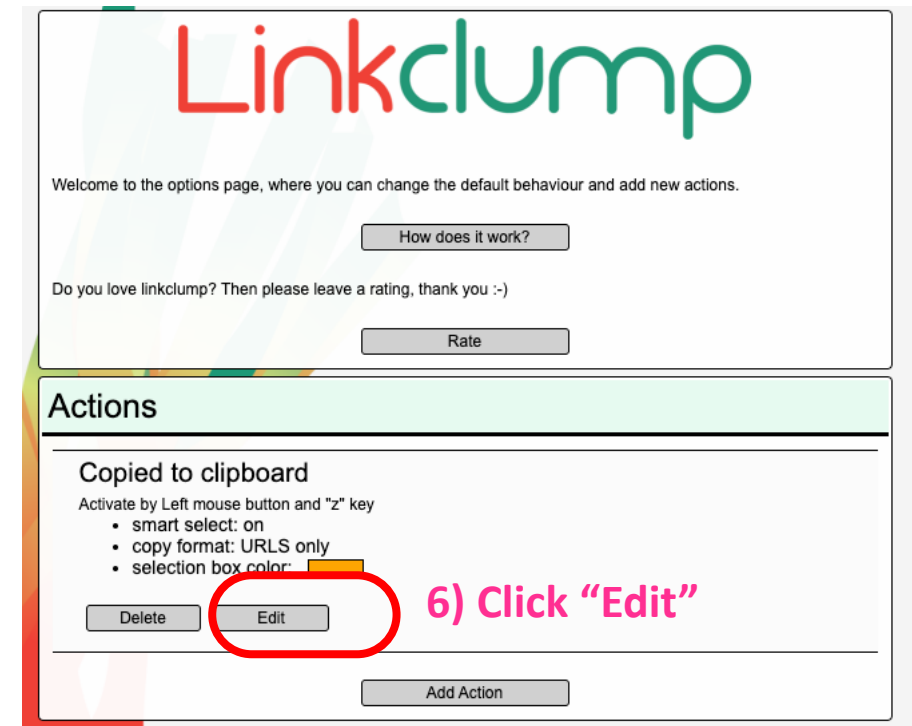 Linkclump
Welcome to the options page, where you can change the default behaviour and add new actions.
How does it work?
Do you love linkclump? Then please leave a rating, thank you :-)
Rate
Actions
Copied to clipboard
Activate by Left mouse button and "z" key
• smart select: on
• copy format: URLS only
• selection box color:
Delete
Edit
6) Click “Edit”
Add Action